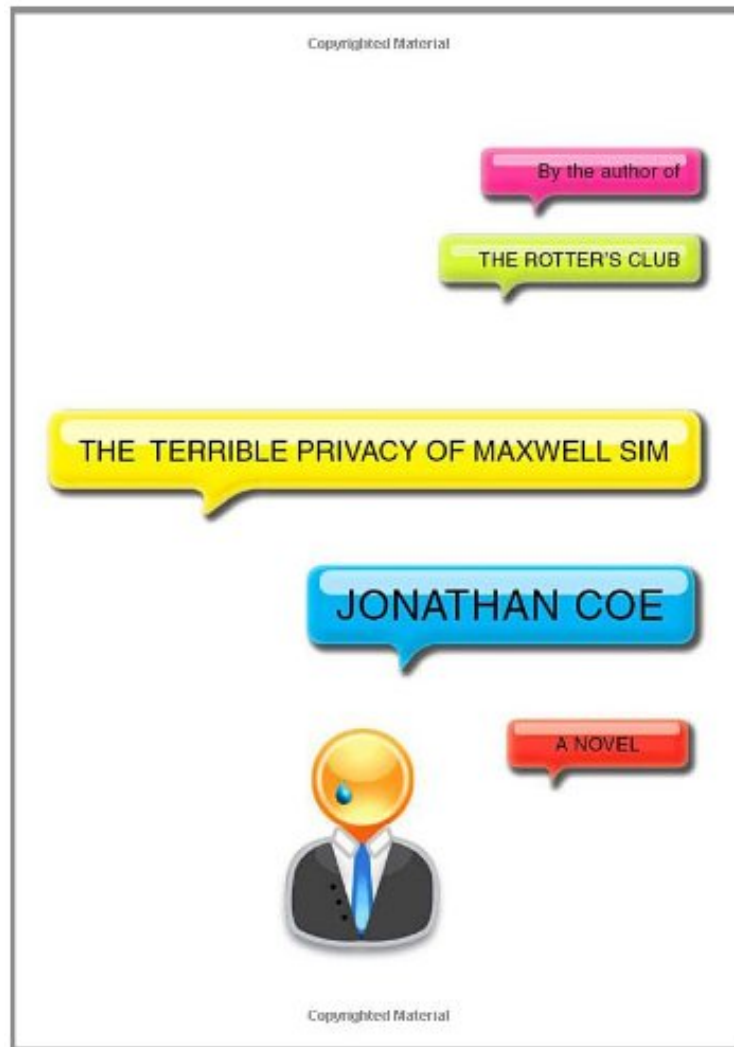 Copyrighted Material
By the author of
THE ROTTER'S CLUB
THE TERRIBLE PRIVACY OF MAXWELL SIM
JONATHAN COE
A NOVEL
Copyrighted Material